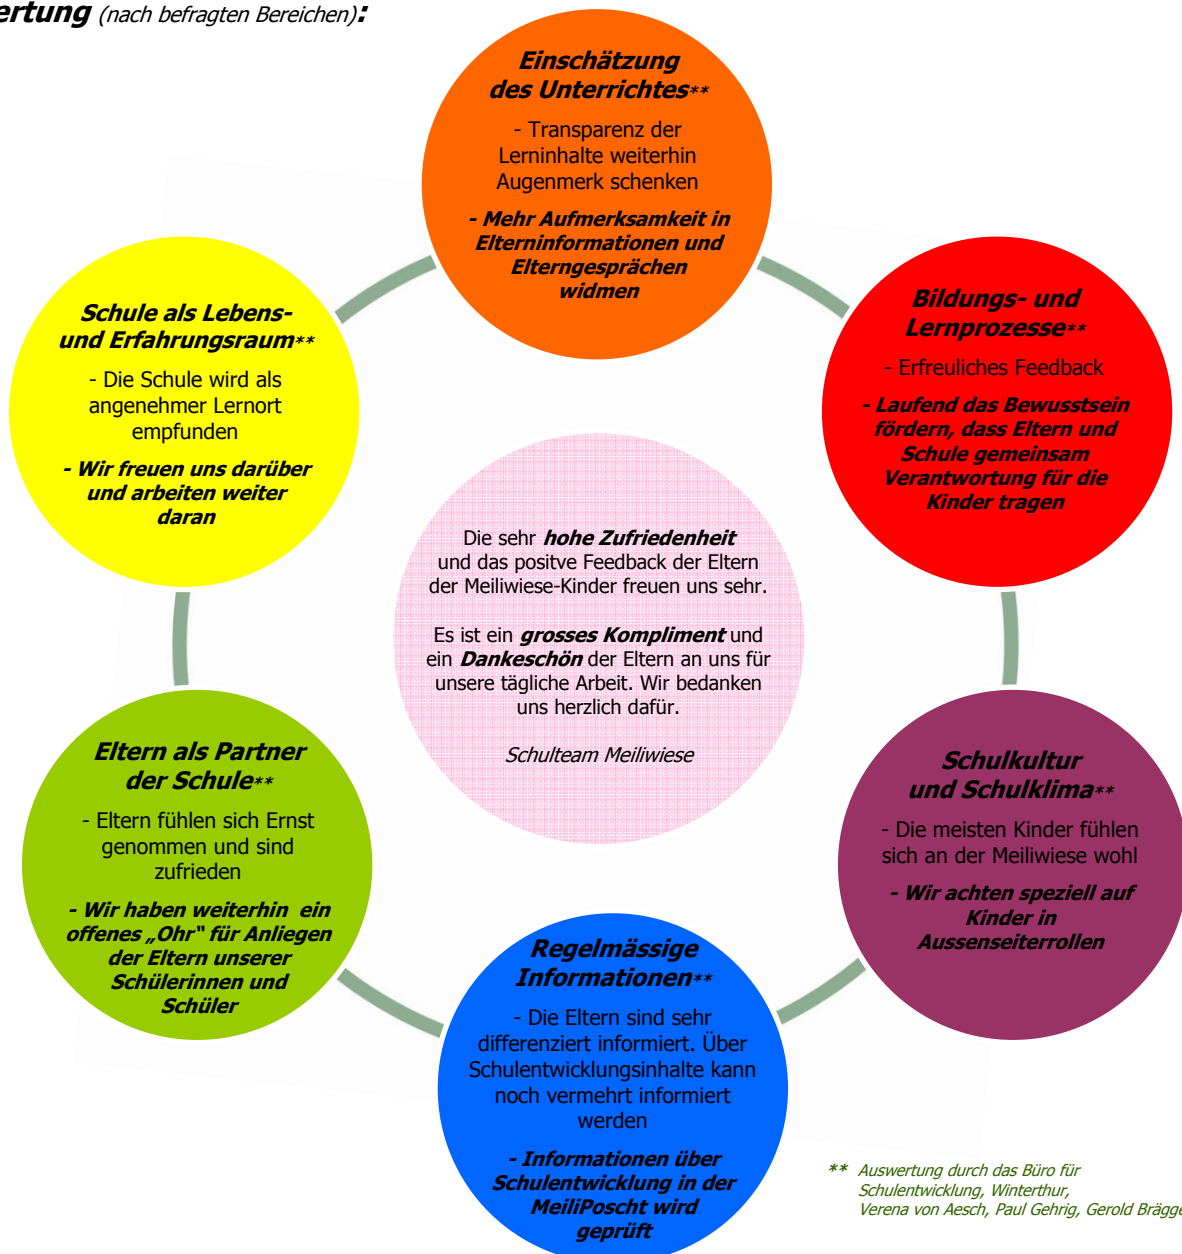 ertung (nach befragten Bereichen):
Einschätzung
des Unterrichtes**
- Transparenz der
Lerninhalte weiterhin
Augenmerk schenken
- Mehr Aufmerksamkeit in
Elterninformationen und
Elterngesprächen
widmen
Bildungs- und
Lernprozesse**
- Erfreuliches Feedback
- Laufend das Bewusstsein
fördern, dass Eltern und
Schule gemeinsam
Verantwortung für die
Kinder tragen
Schulkultur
und Schulklima**
- Die meisten Kinder fühlen
sich an der Meiliwiese wohl
- Wir achten speziell auf
Kinder in
Aussenseiterrollen
Regelmässige
Informationen**
- Die Eltern sind sehr
differenziert informiert. Über
Schulentwicklungsinhalte kann
noch vermehrt informiert
werden
- Informationen über
Schulentwicklung in der
MeiliPoscht wird
geprüft
Eltern als Partner
der Schule**
- Eltern fühlen sich Ernst
genommen und sind
zufrieden
- Wir haben weiterhin ein
offenes „Ohr" für Anliegen
der Eltern unserer
Schülerinnen und
Schüler
Schule als Lebens-
und Erfahrungsraum**
- Die Schule wird als
angenehmer Lernort
empfunden
- Wir freuen uns darüber
und arbeiten weiter
daran
Die sehr hohe Zufriedenheit
und das positve Feedback der Eltern
der Meiliwiese-Kinder freuen uns sehr.
Es ist ein grosses Kompliment und
ein Dankeschön der Eltern an uns für
unsere tägliche Arbeit. Wir bedanken
uns herzlich dafür.
Schulteam Meiliwiese
** Auswertung durch das Büro für
Schulentwicklung, Winterthur,
Verena von Aesch, Paul Gehrig, Gerold Brägge